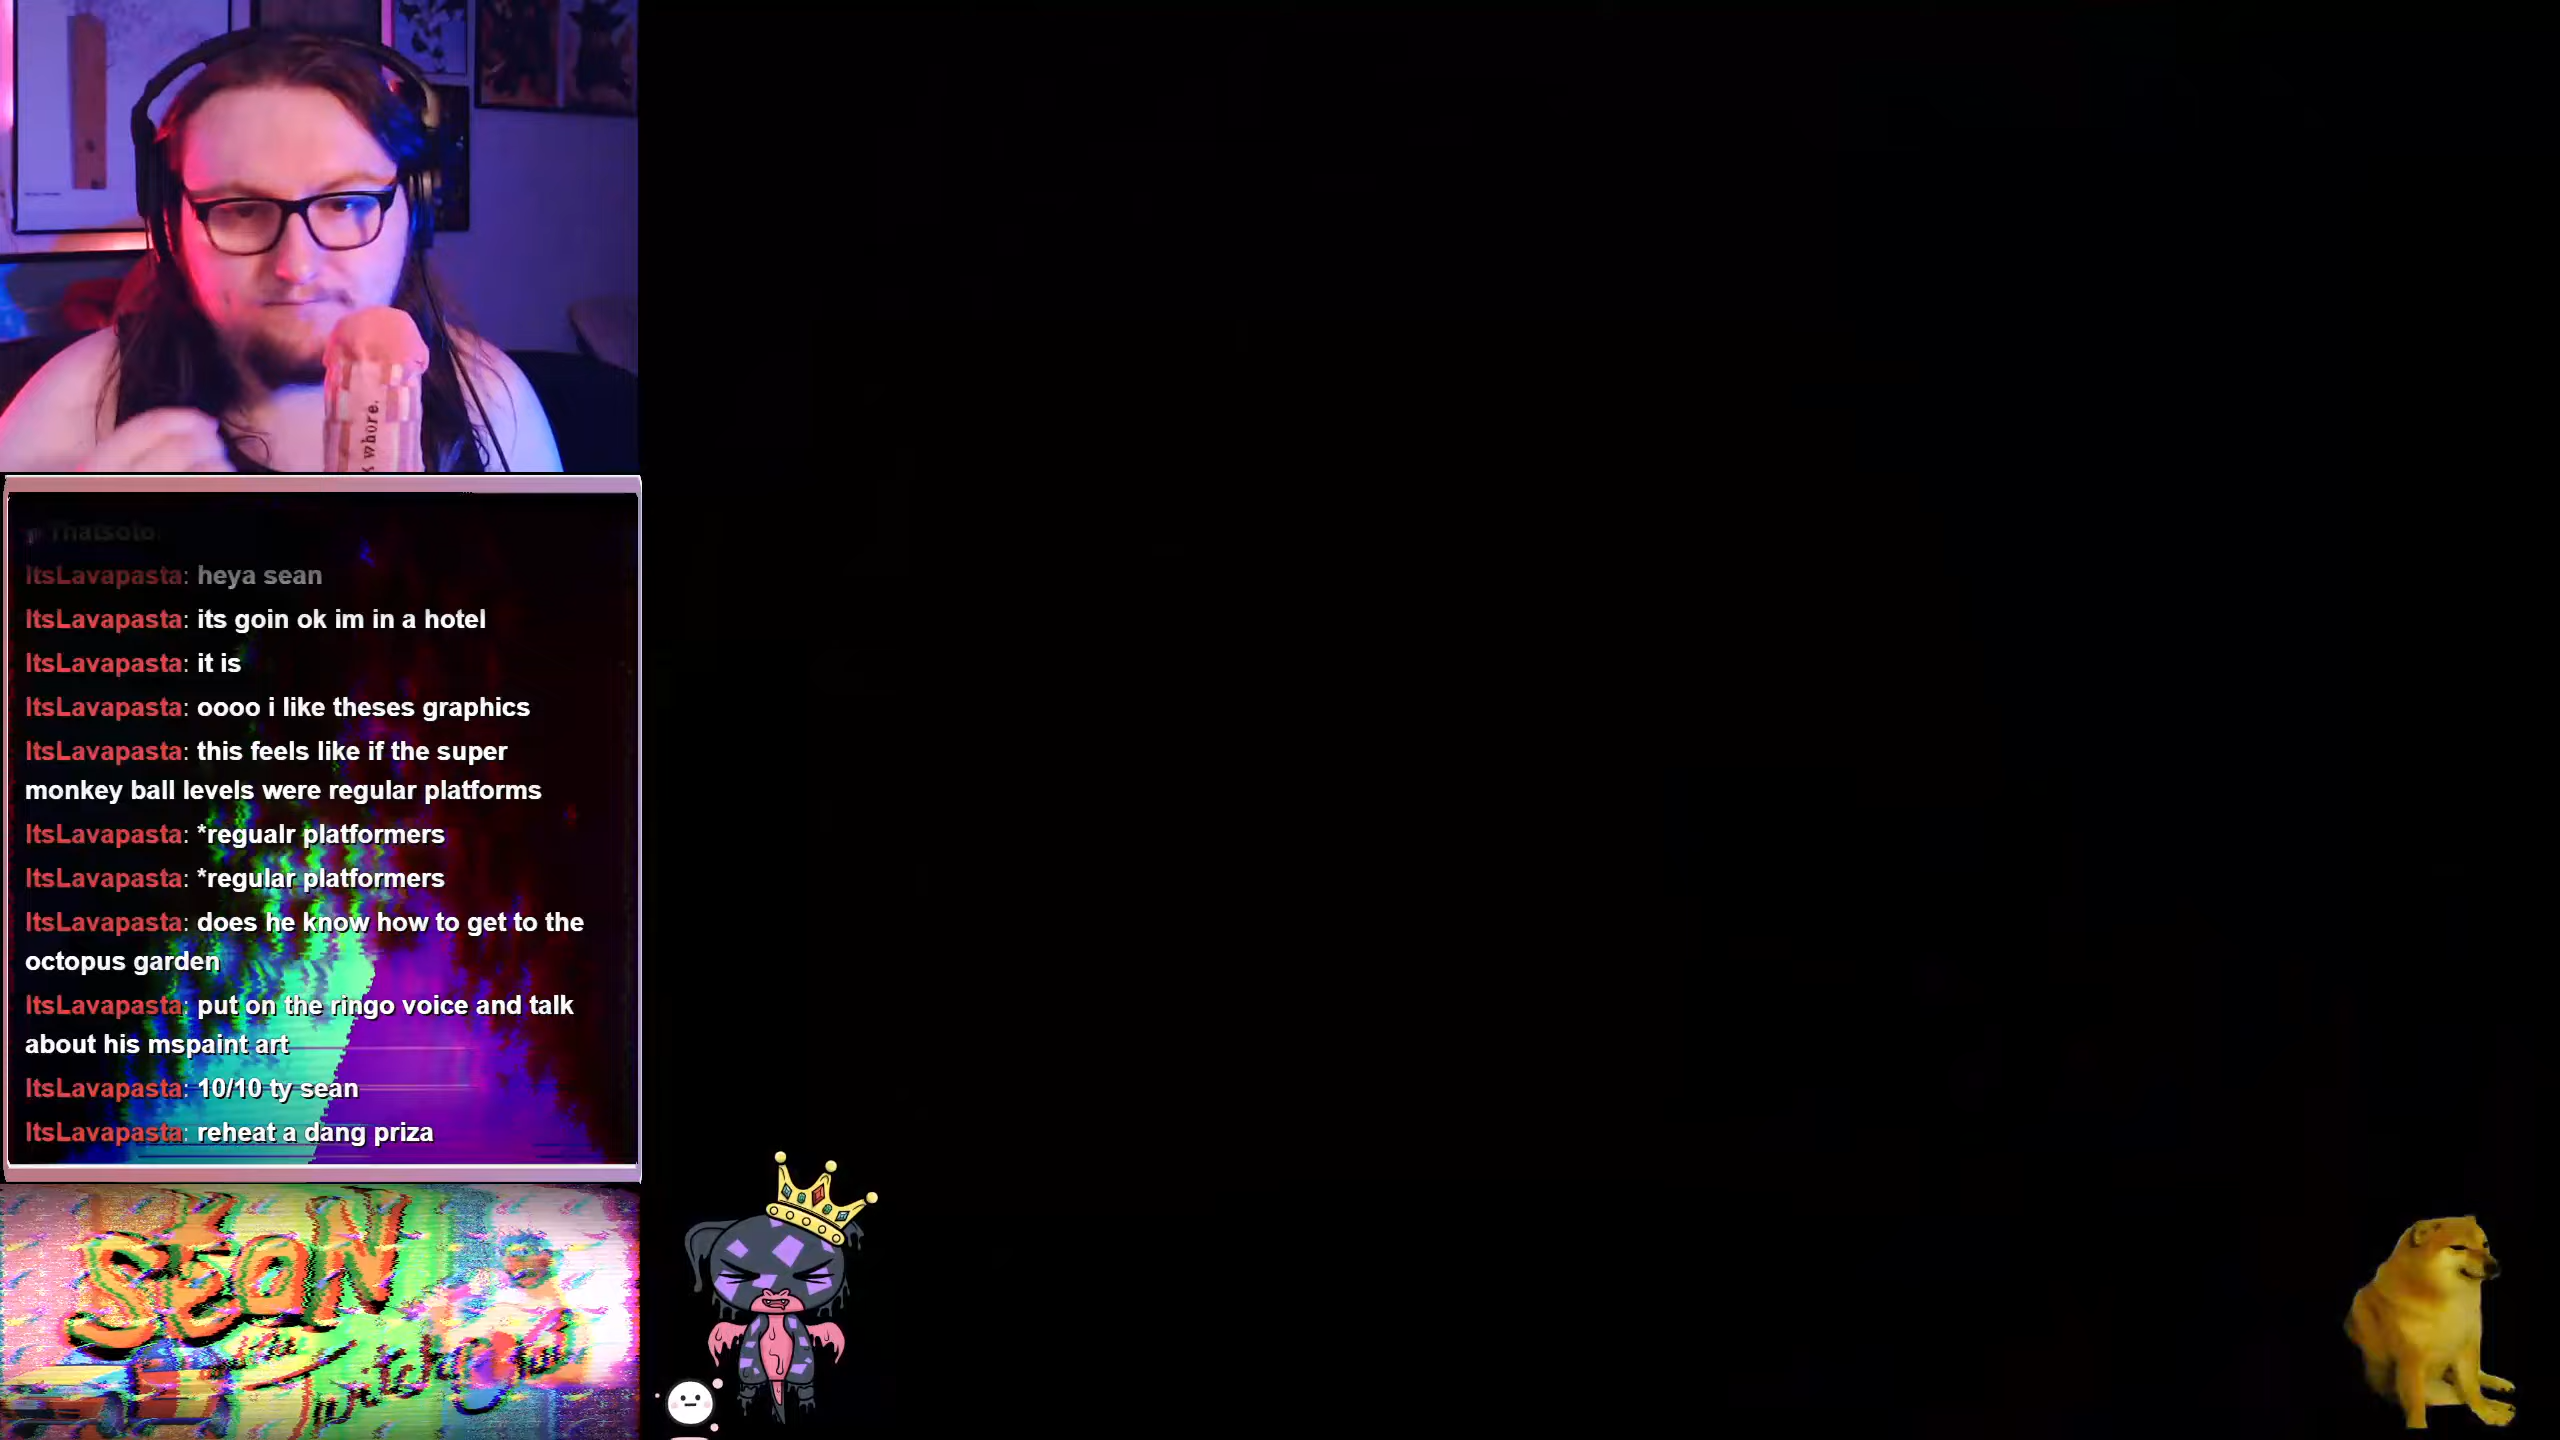 Thatsoto
ItsLavapasta: heya sean
ItsLavapasta: its goin ok im in a hotel
ItsLavapasta: it is
ItsLavapasta: oooo i like theses graphics
ItsLavapasta: this feels like if the super
monkey ball levels were regular platforms
ItsLavapasta: *regualr platformers
ItsLavapasta: *regular platformers
ItsLavapasta: does he know how to get to the
octopus garden
ItsLavapasta: put on the ringo voice and talk
about his mspaint art
ItsLavapasta: 10/10 ty sean
ItsLavapasta: reheat a dang priza
whore.
SEAN